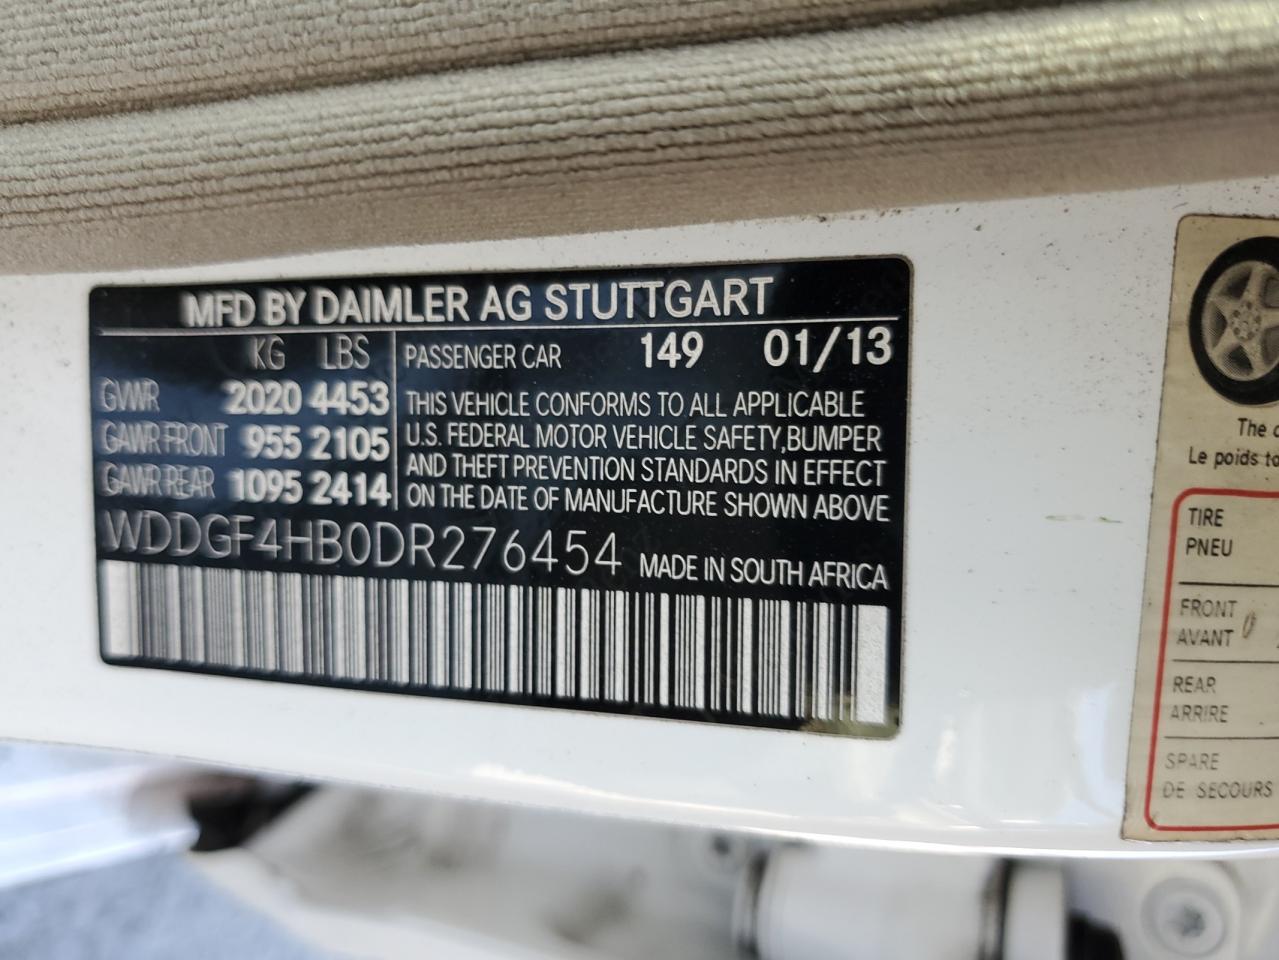 MFD BY DAIMLER AG STUTTGART
KG LBS
GVWR 2020 4453
GAWR FRONT 955 2105
GAWR REAR 1095 2414
PASSENGER CAR 149 01/13
THIS VEHICLE CONFORMS TO ALL APPLICABLE
U.S. FEDERAL MOTOR VEHICLE SAFETY, BUMPER
AND THEFT PREVENTION STANDARDS IN EFFECT
ON THE DATE OF MANUFACTURE SHOWN ABOVE
WDDGF4HB0DR276454 MADE IN SOUTH AFRICA
The
Le poids
TIRE
PNEU
FRONT
AVANT
REAR
ARRIRE
SPARE
DE SECOURS